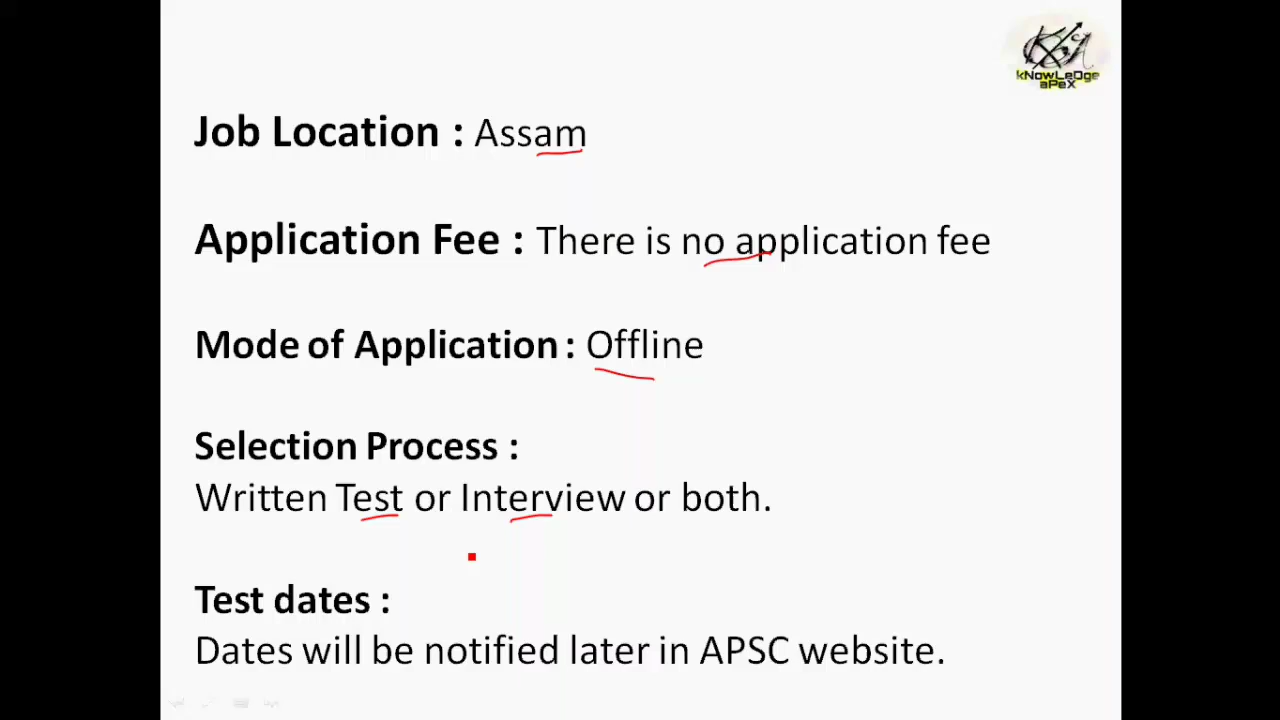 kNowLeDge
aPeX
Job Location : Assam
Application Fee : There is no application fee
Mode of Application : Offline
Selection Process :
Written Test or Interview or both.
Test dates :
Dates will be notified later in APSC website.